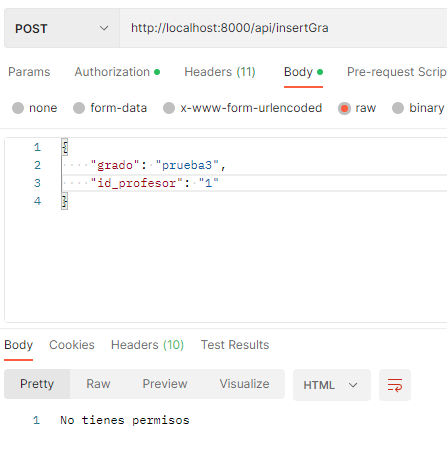 POST http://localhost:8000/api/insertGra
Params Authorization Headers (11) Body Pre-request Scrip
none form-data x-www-form-urlencoded raw binary
1 {
2 "grado": "prueba3",
3 "id_profesor": "1"
4 }
Body Cookies Headers (10) Test Results
Pretty Raw Preview Visualize HTML
1 No tienes permisos